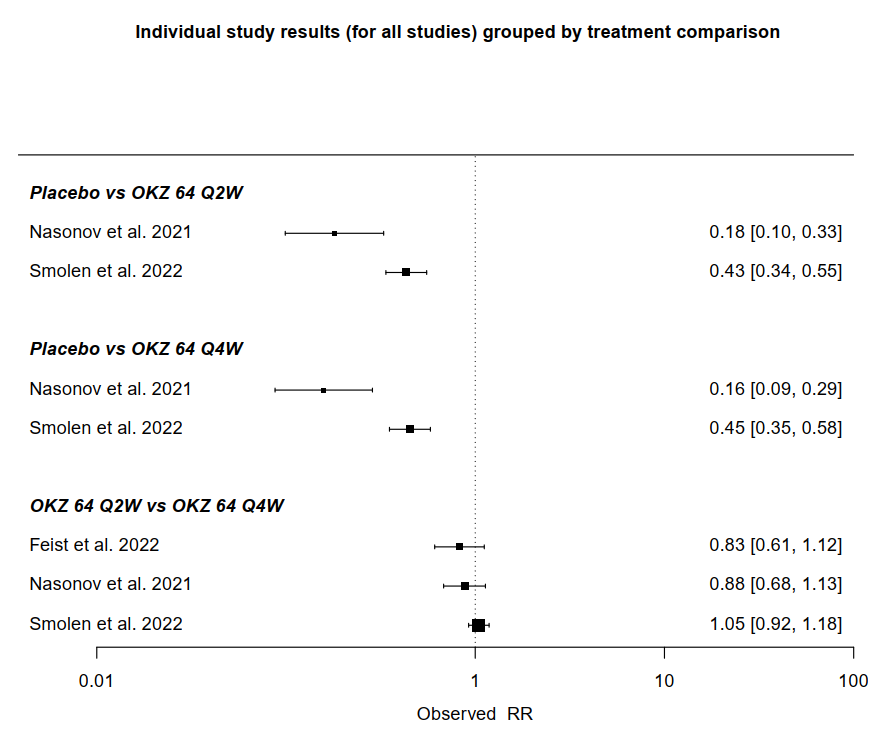 Individual study results (for all studies) grouped by treatment comparison
Placebo vs OKZ 64 Q2W
Nasonov et al. 2021 0.18 [0.10, 0.33]
Smolen et al. 2022 0.43 [0.34, 0.55]
Placebo vs OKZ 64 Q4W
Nasonov et al. 2021 0.16 [0.09, 0.29]
Smolen et al. 2022 0.45 [0.35, 0.58]
OKZ 64 Q2W vs OKZ 64 Q4W
Feist et al. 2022 0.83 [0.61, 1.12]
Nasonov et al. 2021 0.88 [0.68, 1.13]
Smolen et al. 2022 1.05 [0.92, 1.18]
0.01 1 10 100
Observed RR